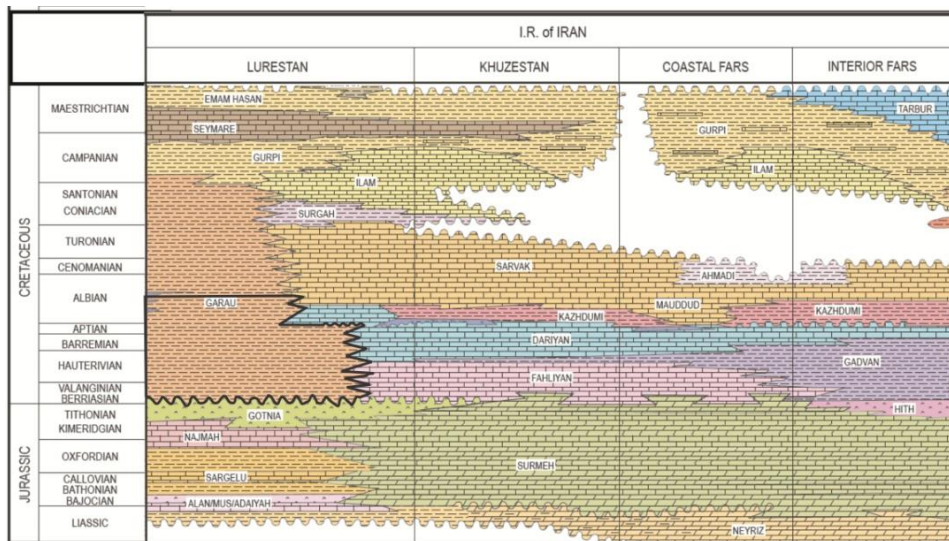 I.R. of IRAN
LURESTAN
KHUZESTAN
COASTAL FARS
INTERIOR FARS
CRETACEOUS
JURASSIC
MAESTRICHTIAN
CAMPANIAN
SANTONIAN
CONIACIAN
TURONIAN
CENOMANIAN
ALBIAN
APTIAN
BARREMIAN
HAUTERIVIAN
VALANGINIAN
BERRIASIAN
TITHONIAN
KIMERIDGIAN
OXFORDIAN
CALLOVIAN
BATHONIAN
BAJOCIAN
LIASSIC
EMAM HASAN
TARBUR
SEYMARE
GURPI
GURPI
ILAM
ILAM
SURGAH
SARVAK
AHMADI
GARAU
MAUDDUD
KAZHDUMI
KAZHDUMI
DARIYAN
GADVAN
FAHLIYAN
HITH
GOTNIA
NAJMAH
SURMEH
SARGELU
ALAN/MUS/ADAIYAH
NEYRIZ